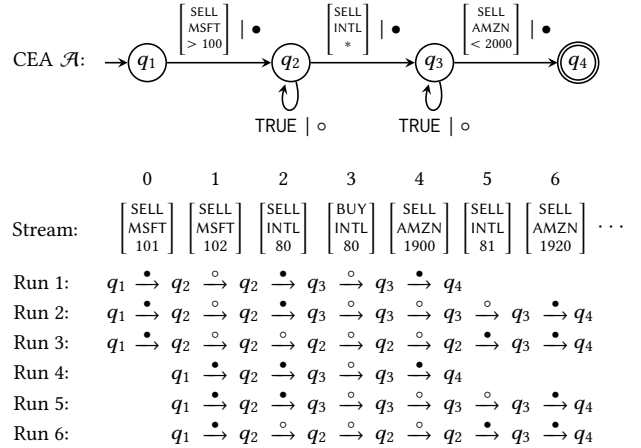 SELL SELL SELL
MSFT | ● INTL | ● AMZN | ●
> 100 * < 2000
CEA 𝒜: q1 q2 q3 q4
TRUE | ○ TRUE | ○
0 1 2 3 4 5 6
SELL SELL SELL BUY SELL SELL SELL
Stream: MSFT MSFT INTL INTL AMZN INTL AMZN ···
101 102 80 80 1900 81 1920
Run 1: q1 ●→ q2 ○→ q2 ●→ q3 ○→ q3 ●→ q4
Run 2: q1 ●→ q2 ○→ q2 ●→ q3 ○→ q3 ○→ q3 ○→ q3 ●→ q4
Run 3: q1 ●→ q2 ○→ q2 ○→ q2 ○→ q2 ○→ q2 ●→ q3 ●→ q4
Run 4: q1 ●→ q2 ●→ q3 ○→ q3 ●→ q4
Run 5: q1 ●→ q2 ●→ q3 ○→ q3 ○→ q3 ○→ q3 ●→ q4
Run 6: q1 ●→ q2 ○→ q2 ○→ q2 ○→ q2 ●→ q3 ●→ q4